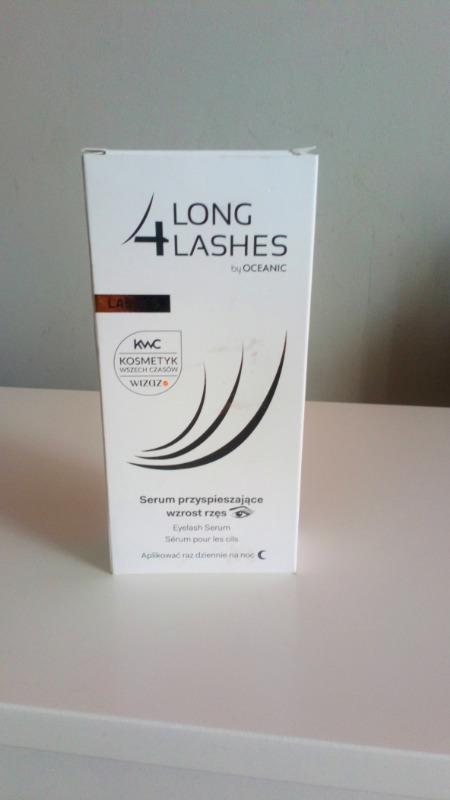 4 LONG
LASHES
by OCEANIC
LASHES
KWC
KOSMETYK
WSZECH CZASÓW
WIZAZ
Serum przyspieszające
wzrost rzęs
Eyelash Serum
Sérum pour les cils
Aplikować raz dziennie na noc